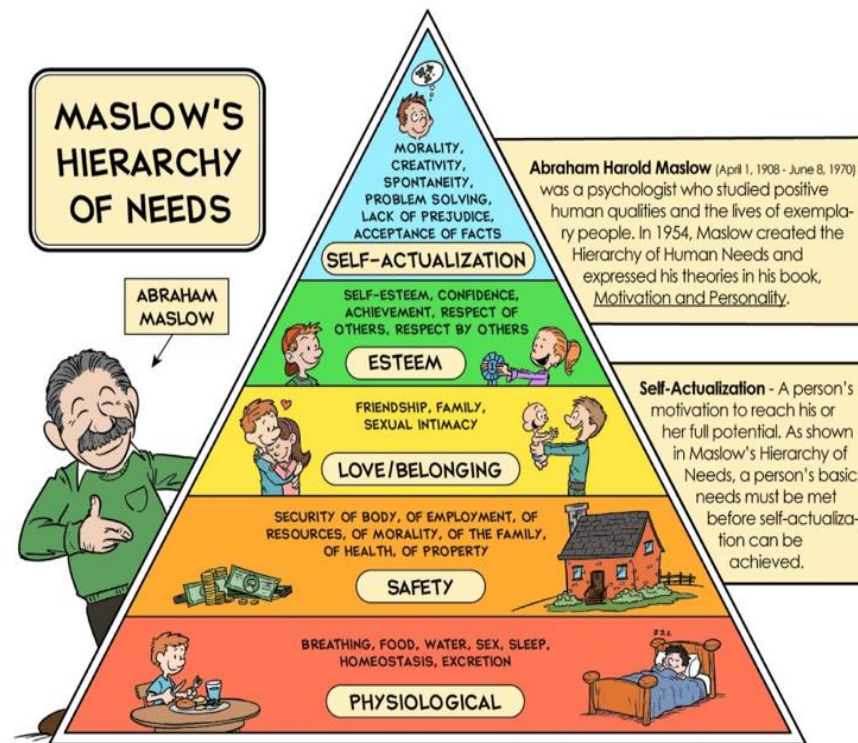 MASLOW'S
HIERARCHY
OF NEEDS
ABRAHAM
MASLOW
MORALITY,
CREATIVITY,
SPONTANEITY,
PROBLEM SOLVING,
LACK OF PREJUDICE,
ACCEPTANCE OF FACTS
SELF-ACTUALIZATION
SELF-ESTEEM, CONFIDENCE,
ACHIEVEMENT, RESPECT OF
OTHERS, RESPECT BY OTHERS
ESTEEM
FRIENDSHIP, FAMILY,
SEXUAL INTIMACY
LOVE/BELONGING
SECURITY OF BODY, OF EMPLOYMENT, OF
RESOURCES, OF MORALITY, OF THE FAMILY,
OF HEALTH, OF PROPERTY
SAFETY
BREATHING, FOOD, WATER, SEX, SLEEP,
HOMEOSTASIS, EXCRETION
PHYSIOLOGICAL
zzz
Abraham Harold Maslow (April 1, 1908 - June 8, 1970)
was a psychologist who studied positive
human qualities and the lives of exempla-
ry people. In 1954, Maslow created the
Hierarchy of Human Needs and
expressed his theories in his book,
Motivation and Personality.
Self-Actualization - A person's
motivation to reach his or
her full potential. As shown
in Maslow's Hierarchy of
Needs, a person's basic
needs must be met
before self-actualiza-
tion can be
achieved.